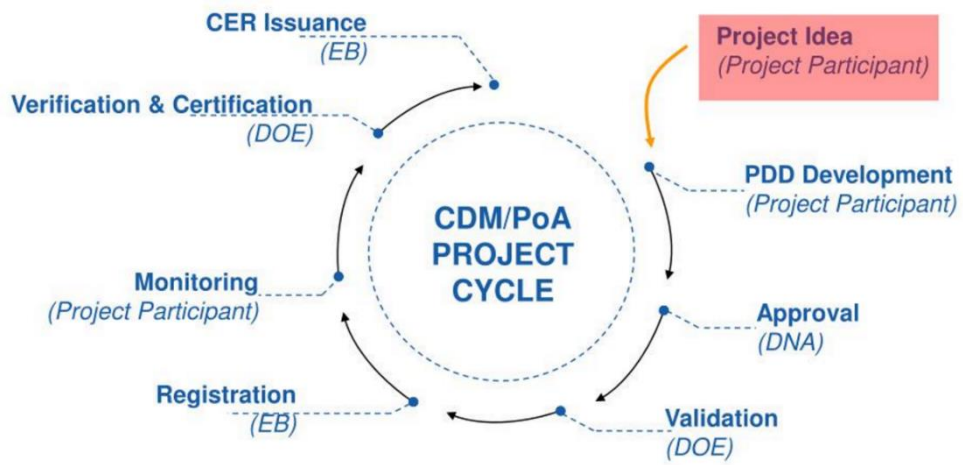 CER Issuance
(EB)
Project Idea
(Project Participant)
Verification & Certification
(DOE)
PDD Development
(Project Participant)
CDM/PoA
PROJECT
CYCLE
Monitoring
(Project Participant)
Approval
(DNA)
Registration
(EB)
Validation
(DOE)